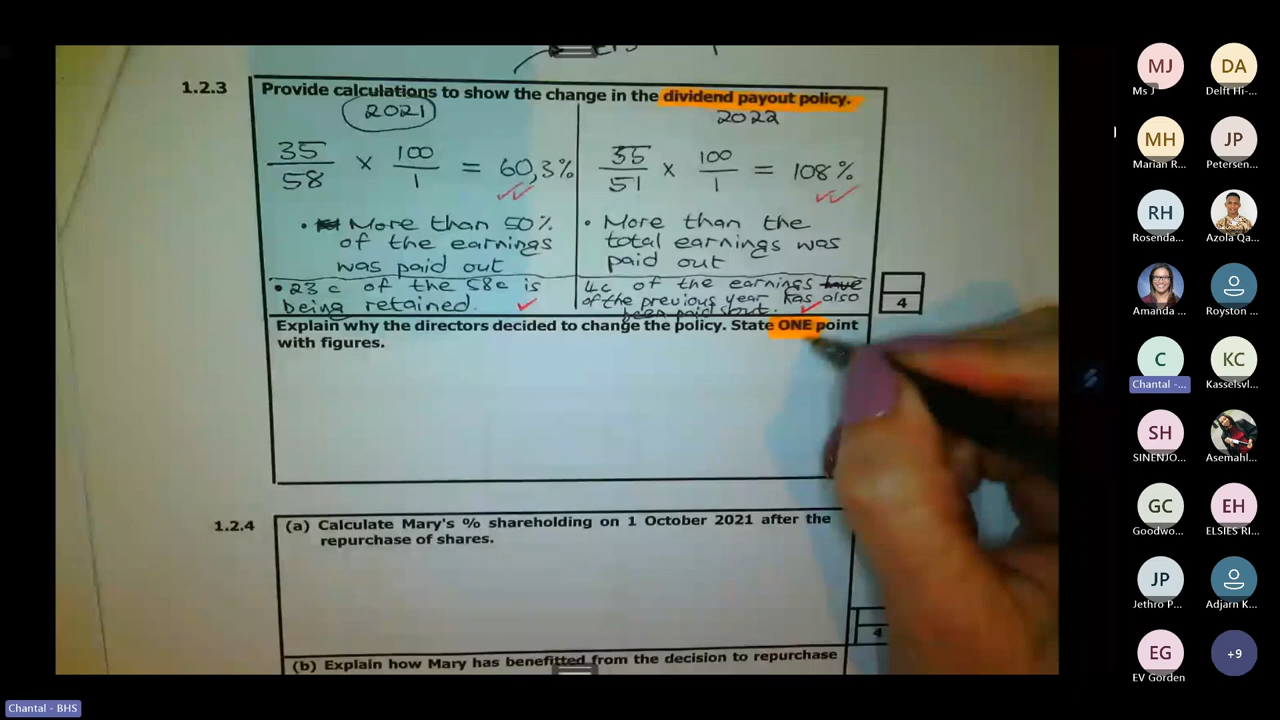 1.2.3 Provide calculations to show the change in the dividend payout policy.
2021
35/58 × 100/1 = 60,3%
• More than 50%
of the earnings
was paid out
• 23 c of the 58c is
being retained.
2022
35/51 × 100/1 = 108%
• More than the
total earnings was
paid out
4c of the earnings have
of the previous year has also
been paid out.
4
Explain why the directors decided to change the policy. State ONE point
with figures.
1.2.4 (a) Calculate Mary's % shareholding on 1 October 2021 after the
repurchase of shares.
4
(b) Explain how Mary has benefitted from the decision to repurchase
MJ
Ms J
DA
Delft Hi-...
MH
Marian R...
JP
Petersen...
RH
Rosenda...
Azola Qa...
Amanda ...
Royston ...
C
Chantal -...
KC
Kasselsvl...
SH
SINENJO...
Asemahl...
GC
Goodwo...
EH
ELSIES RI...
JP
Jethro P...
Adjarn K...
EG
EV Gorden
+9
Chantal - BHS